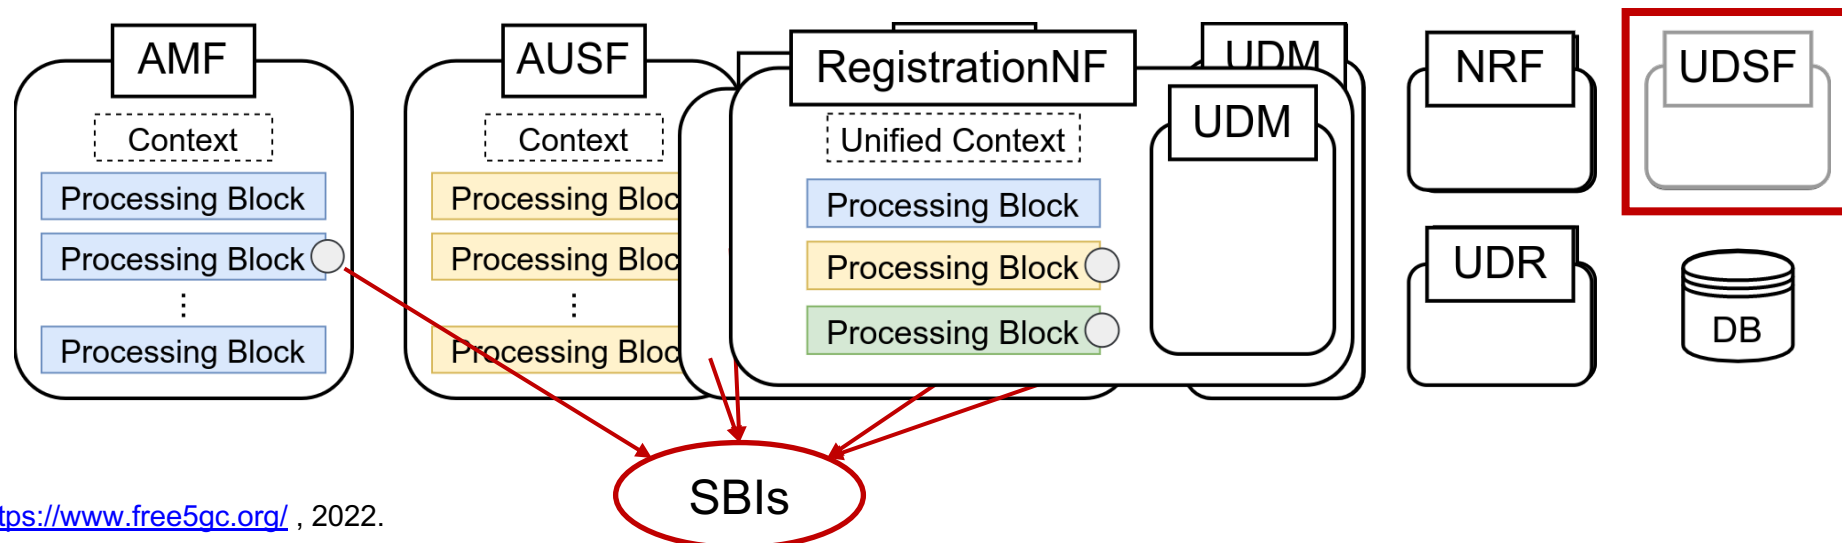 AMF
Context
Processing Block
Processing Block
⋮
Processing Block
AUSF
Context
Processing Bloc
Processing Bloc
⋮
Processing Bloc
RegistrationNF
Unified Context
Processing Block
Processing Block
Processing Block
UDM
UDM
NRF
UDR
UDSF
DB
SBIs
tps://www.free5gc.org/ , 2022.